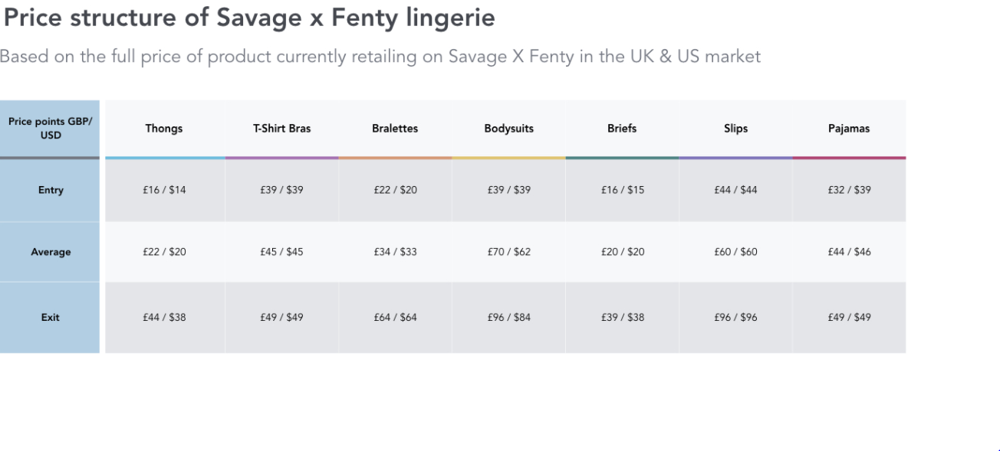 Price structure of Savage x Fenty lingerie
Based on the full price of product currently retailing on Savage X Fenty in the UK & US market
Price points GBP/
USD
Thongs T-Shirt Bras Bralettes Bodysuits Briefs Slips Pajamas
Entry £16 / $14 £39 / $39 £22 / $20 £39 / $39 £16 / $15 £44 / $44 £32 / $39
Average £22 / $20 £45 / $45 £34 / $33 £70 / $62 £20 / $20 £60 / $60 £44 / $46
Exit £44 / $38 £49 / $49 £64 / $64 £96 / $84 £39 / $38 £96 / $96 £49 / $49